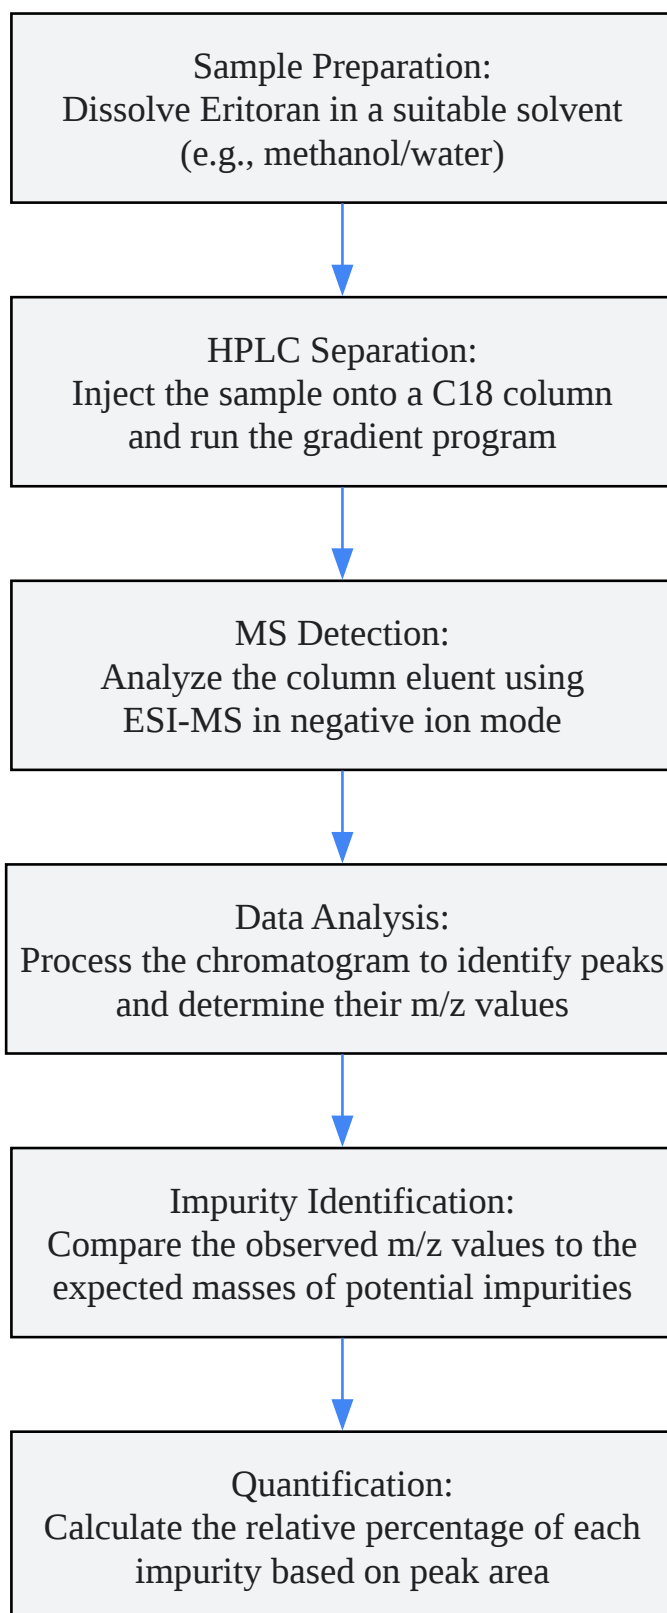 Sample Preparation:
Dissolve Eritoran in a suitable solvent
(e.g., methanol/water)
HPLC Separation:
Inject the sample onto a C18 column
and run the gradient program
MS Detection:
Analyze the column eluent using
ESI-MS in negative ion mode
Data Analysis:
Process the chromatogram to identify peaks
and determine their m/z values
Impurity Identification:
Compare the observed m/z values to the
expected masses of potential impurities
Quantification:
Calculate the relative percentage of each
impurity based on peak area